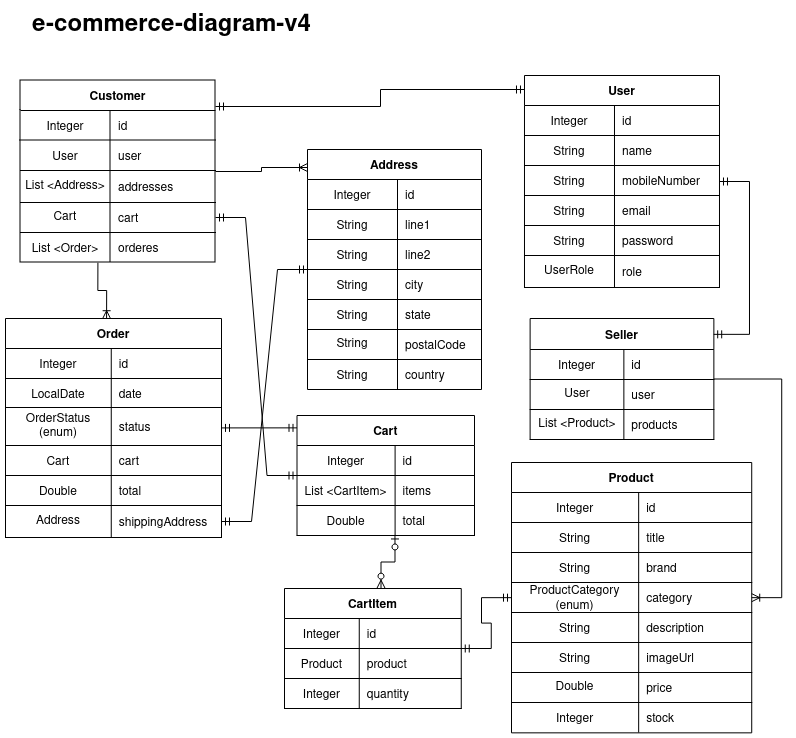 e-commerce-diagram-v4
Customer
Integer id
User user
List <Address> addresses
Cart cart
List <Order> orderes
User
Integer id
String name
String mobileNumber
String email
String password
UserRole role
Address
Integer id
String line1
String line2
String city
String state
String postalCode
String country
Order
Integer id
LocalDate date
OrderStatus
(enum) status
Cart cart
Double total
Address shippingAddress
Seller
Integer id
User user
List <Product> products
Cart
Integer id
List <CartItem> items
Double total
Product
Integer id
String title
String brand
ProductCategory
(enum) category
String description
String imageUrl
Double price
Integer stock
CartItem
Integer id
Product product
Integer quantity